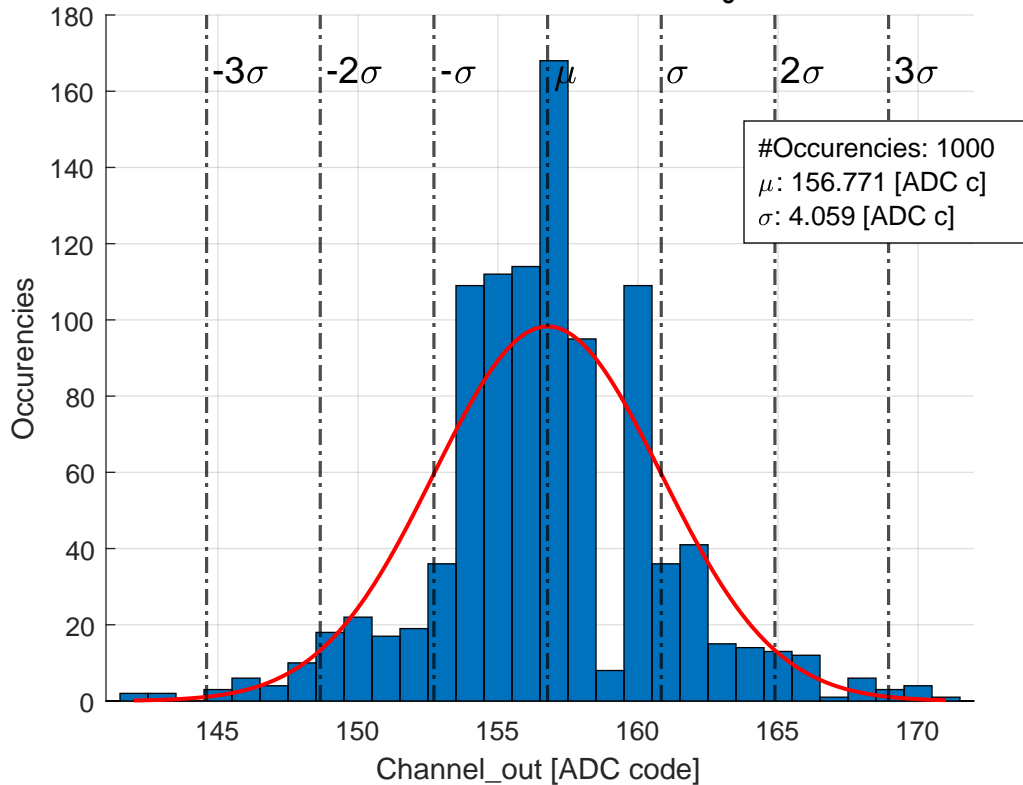 180
160
140
120
100
80
60
40
20
0
Occurencies
-3σ -2σ -σ μ σ 2σ 3σ
#Occurencies: 1000
μ: 156.771 [ADC c]
σ: 4.059 [ADC c]
145 150 155 160 165 170
Channel_out [ADC code]